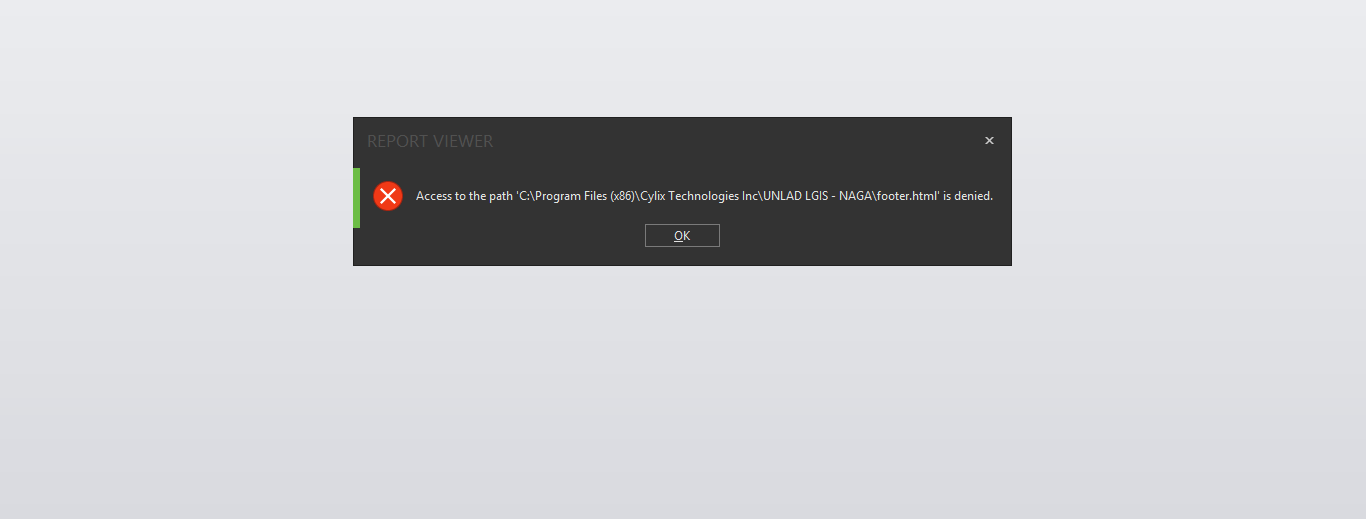 REPORT VIEWER
Access to the path 'C:\Program Files (x86)\Cylix Technologies Inc\UNLAD LGIS - NAGA\footer.html' is denied.
OK